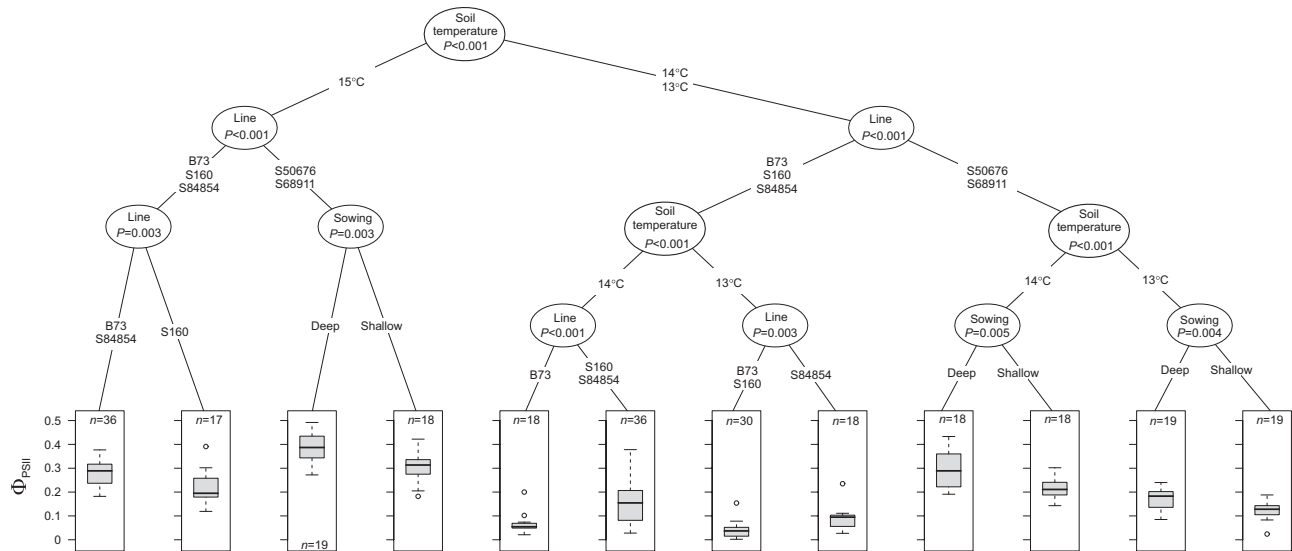 Soil
temperature
P<0.001
15°C
14°C
13°C
Line
P<0.001
Line
P<0.001
B73
S160
S84854
S50676
S68911
B73
S160
S84854
S50676
S68911
Line
P=0.003
Sowing
P=0.003
Soil
temperature
P<0.001
Soil
temperature
P<0.001
14°C
13°C
14°C
13°C
B73
S84854
S160
Deep
Shallow
Line
P<0.001
Line
P=0.003
Sowing
P=0.005
Sowing
P=0.004
B73
S160
S84854
B73
S160
S84854
Deep
Shallow
Deep
Shallow
n=36
n=17
n=18
n=18
n=36
n=30
n=18
n=18
n=18
n=19
n=19
n=19
0.5
0.4
0.3
0.2
0.1
0
ΦPSII